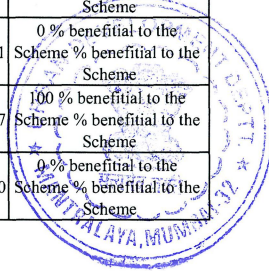 Scheme
0 % benefitial to the
1 Scheme % benefitial to the
Scheme
100 % benefitial to the
7 Scheme % benefitial to the
Scheme
0 % benefitial to the
0 Scheme % benefitial to the
Scheme
MANTRALAYA, MUMBAI 32